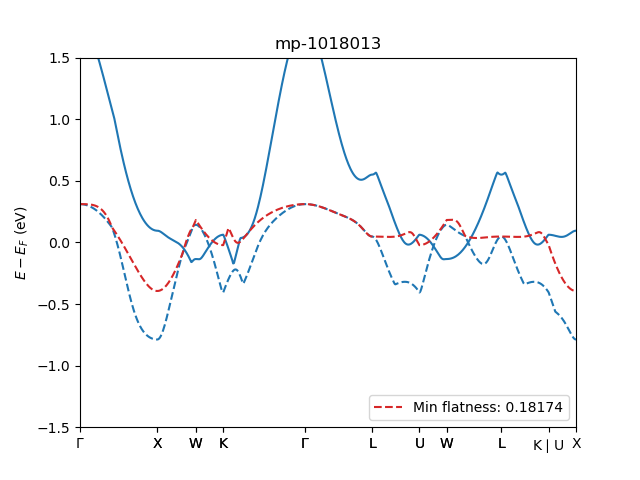 mp-1018013
E − E_F (eV)
1.5
1.0
0.5
0.0
−0.5
−1.0
−1.5
Min flatness: 0.18174
Γ X W K Γ L U W L K | U X